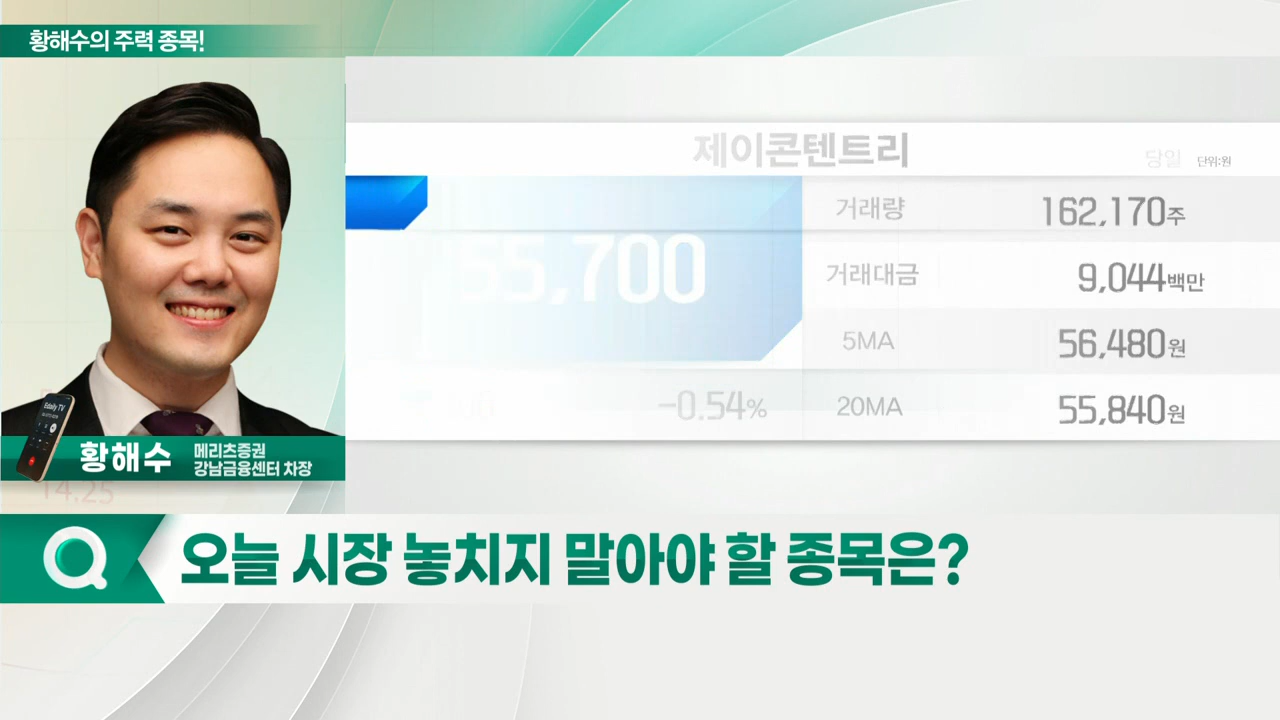 황해수의 주력 종목!
제이콘텐트리
당일 단위:원
55,700
-0.54%
거래량 162,170주
거래대금 9,044백만
5MA 56,480원
20MA 55,840원
Edaily TV
황해수
메리츠증권
강남금융센터 차장
14.25
Q
오늘 시장 놓치지 말아야 할 종목은?